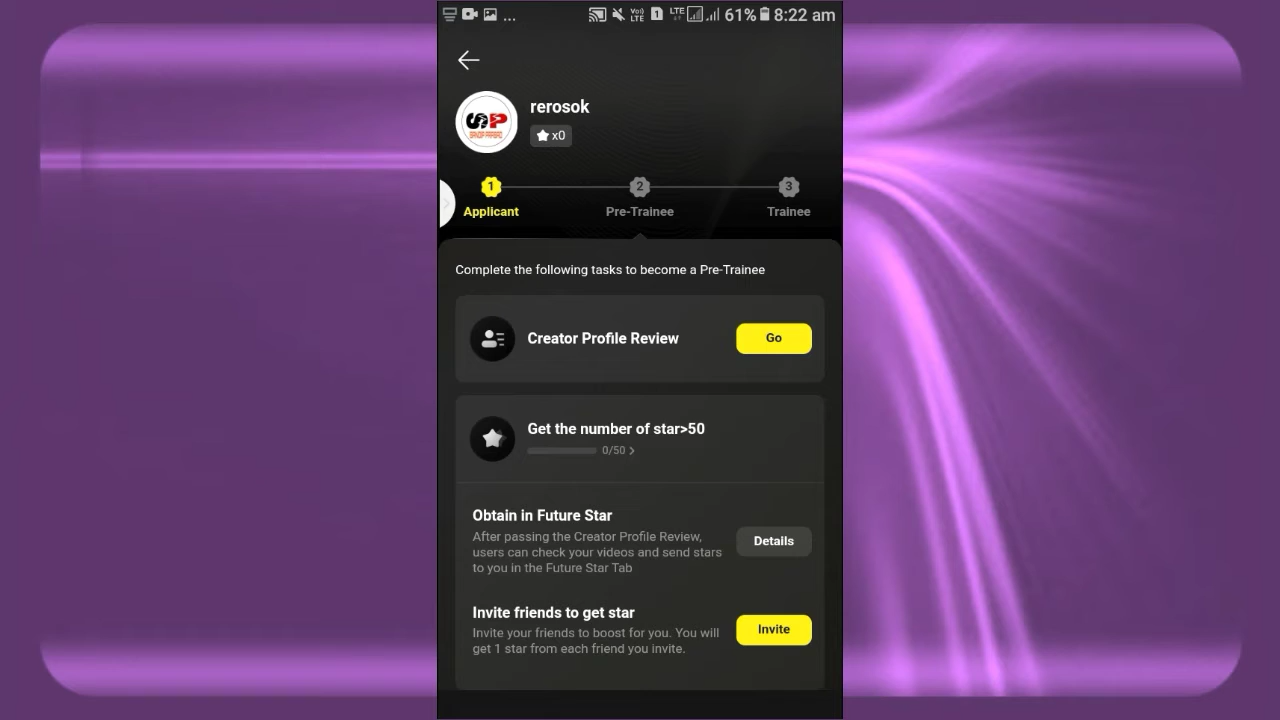 ... Vo) LTE 1 LTE 61% 8:22 am
rerosok
x0
1 2 3
Applicant Pre-Trainee Trainee
Complete the following tasks to become a Pre-Trainee
Creator Profile Review Go
Get the number of star>50
0/50 >
Obtain in Future Star
After passing the Creator Profile Review,
users can check your videos and send stars
to you in the Future Star Tab
Details
Invite friends to get star
Invite your friends to boost for you. You will
get 1 star from each friend you invite.
Invite